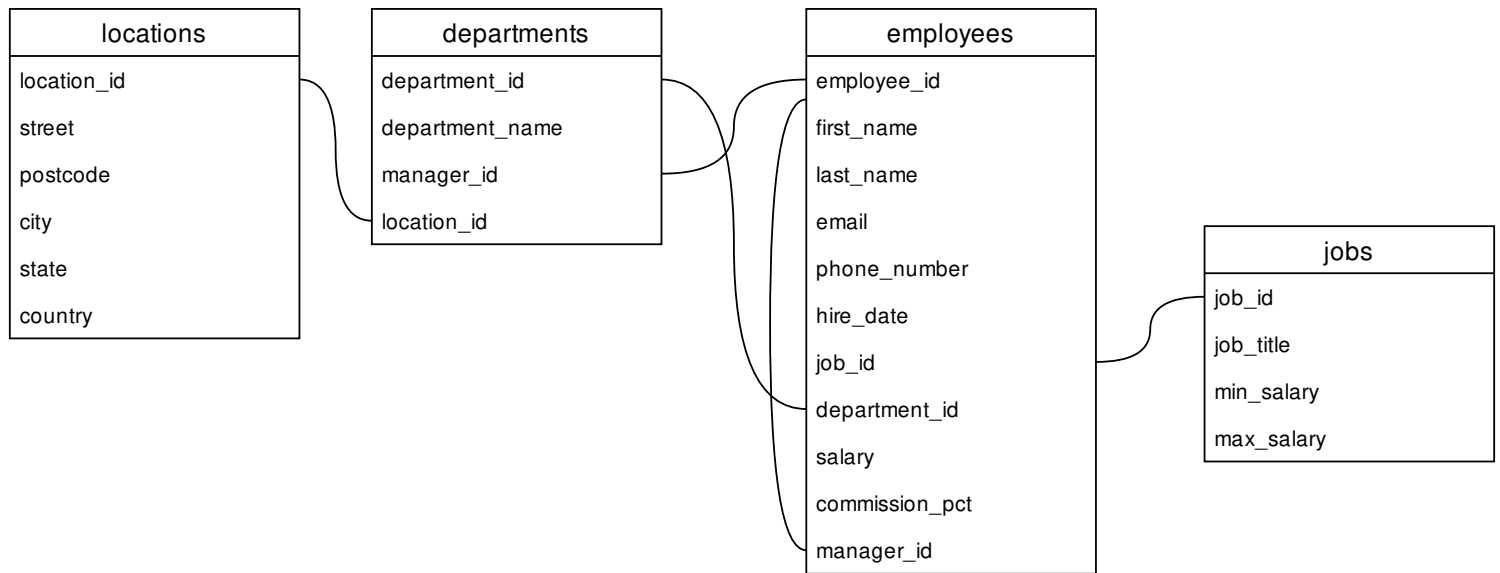 locations
location_id
street
postcode
city
state
country
departments
department_id
department_name
manager_id
location_id
employees
employee_id
first_name
last_name
email
phone_number
hire_date
job_id
department_id
salary
commission_pct
manager_id
jobs
job_id
job_title
min_salary
max_salary